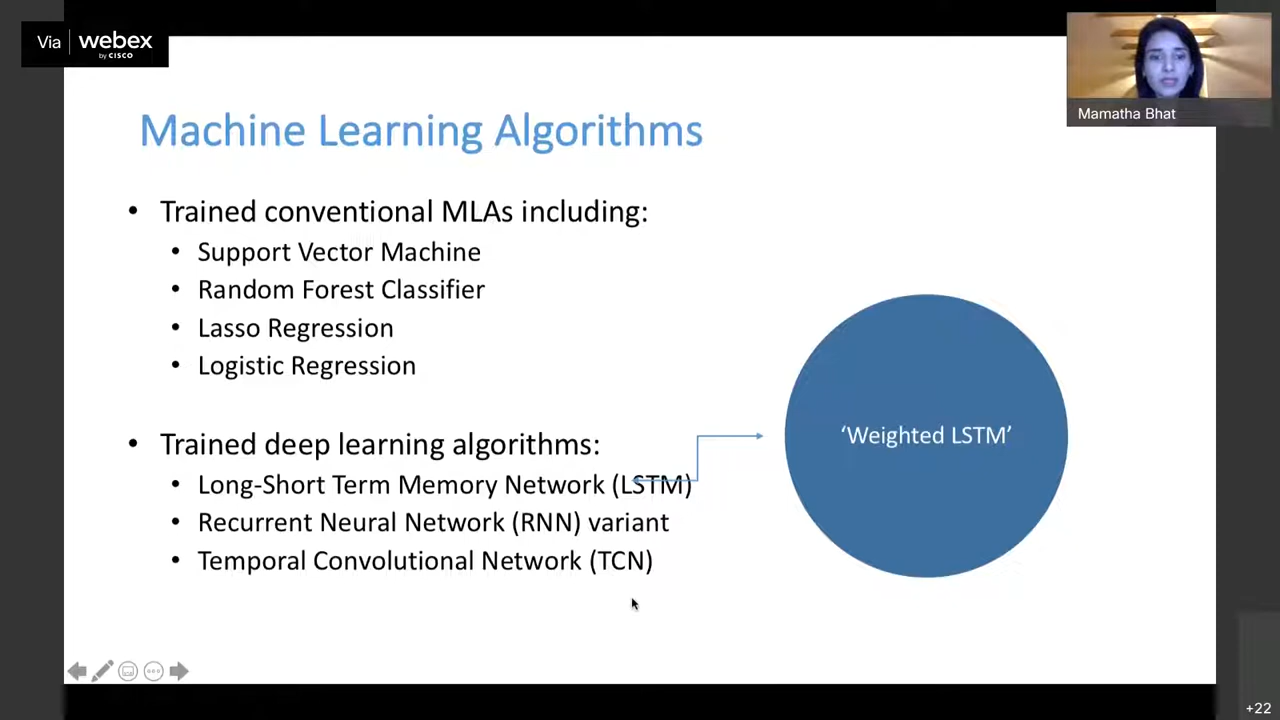 Via webex
by CISCO
Mamatha Bhat
Machine Learning Algorithms
• Trained conventional MLAs including:
• Support Vector Machine
• Random Forest Classifier
• Lasso Regression
• Logistic Regression
• Trained deep learning algorithms:
• Long-Short Term Memory Network (LSTM)
• Recurrent Neural Network (RNN) variant
• Temporal Convolutional Network (TCN)
‘Weighted LSTM’
+22